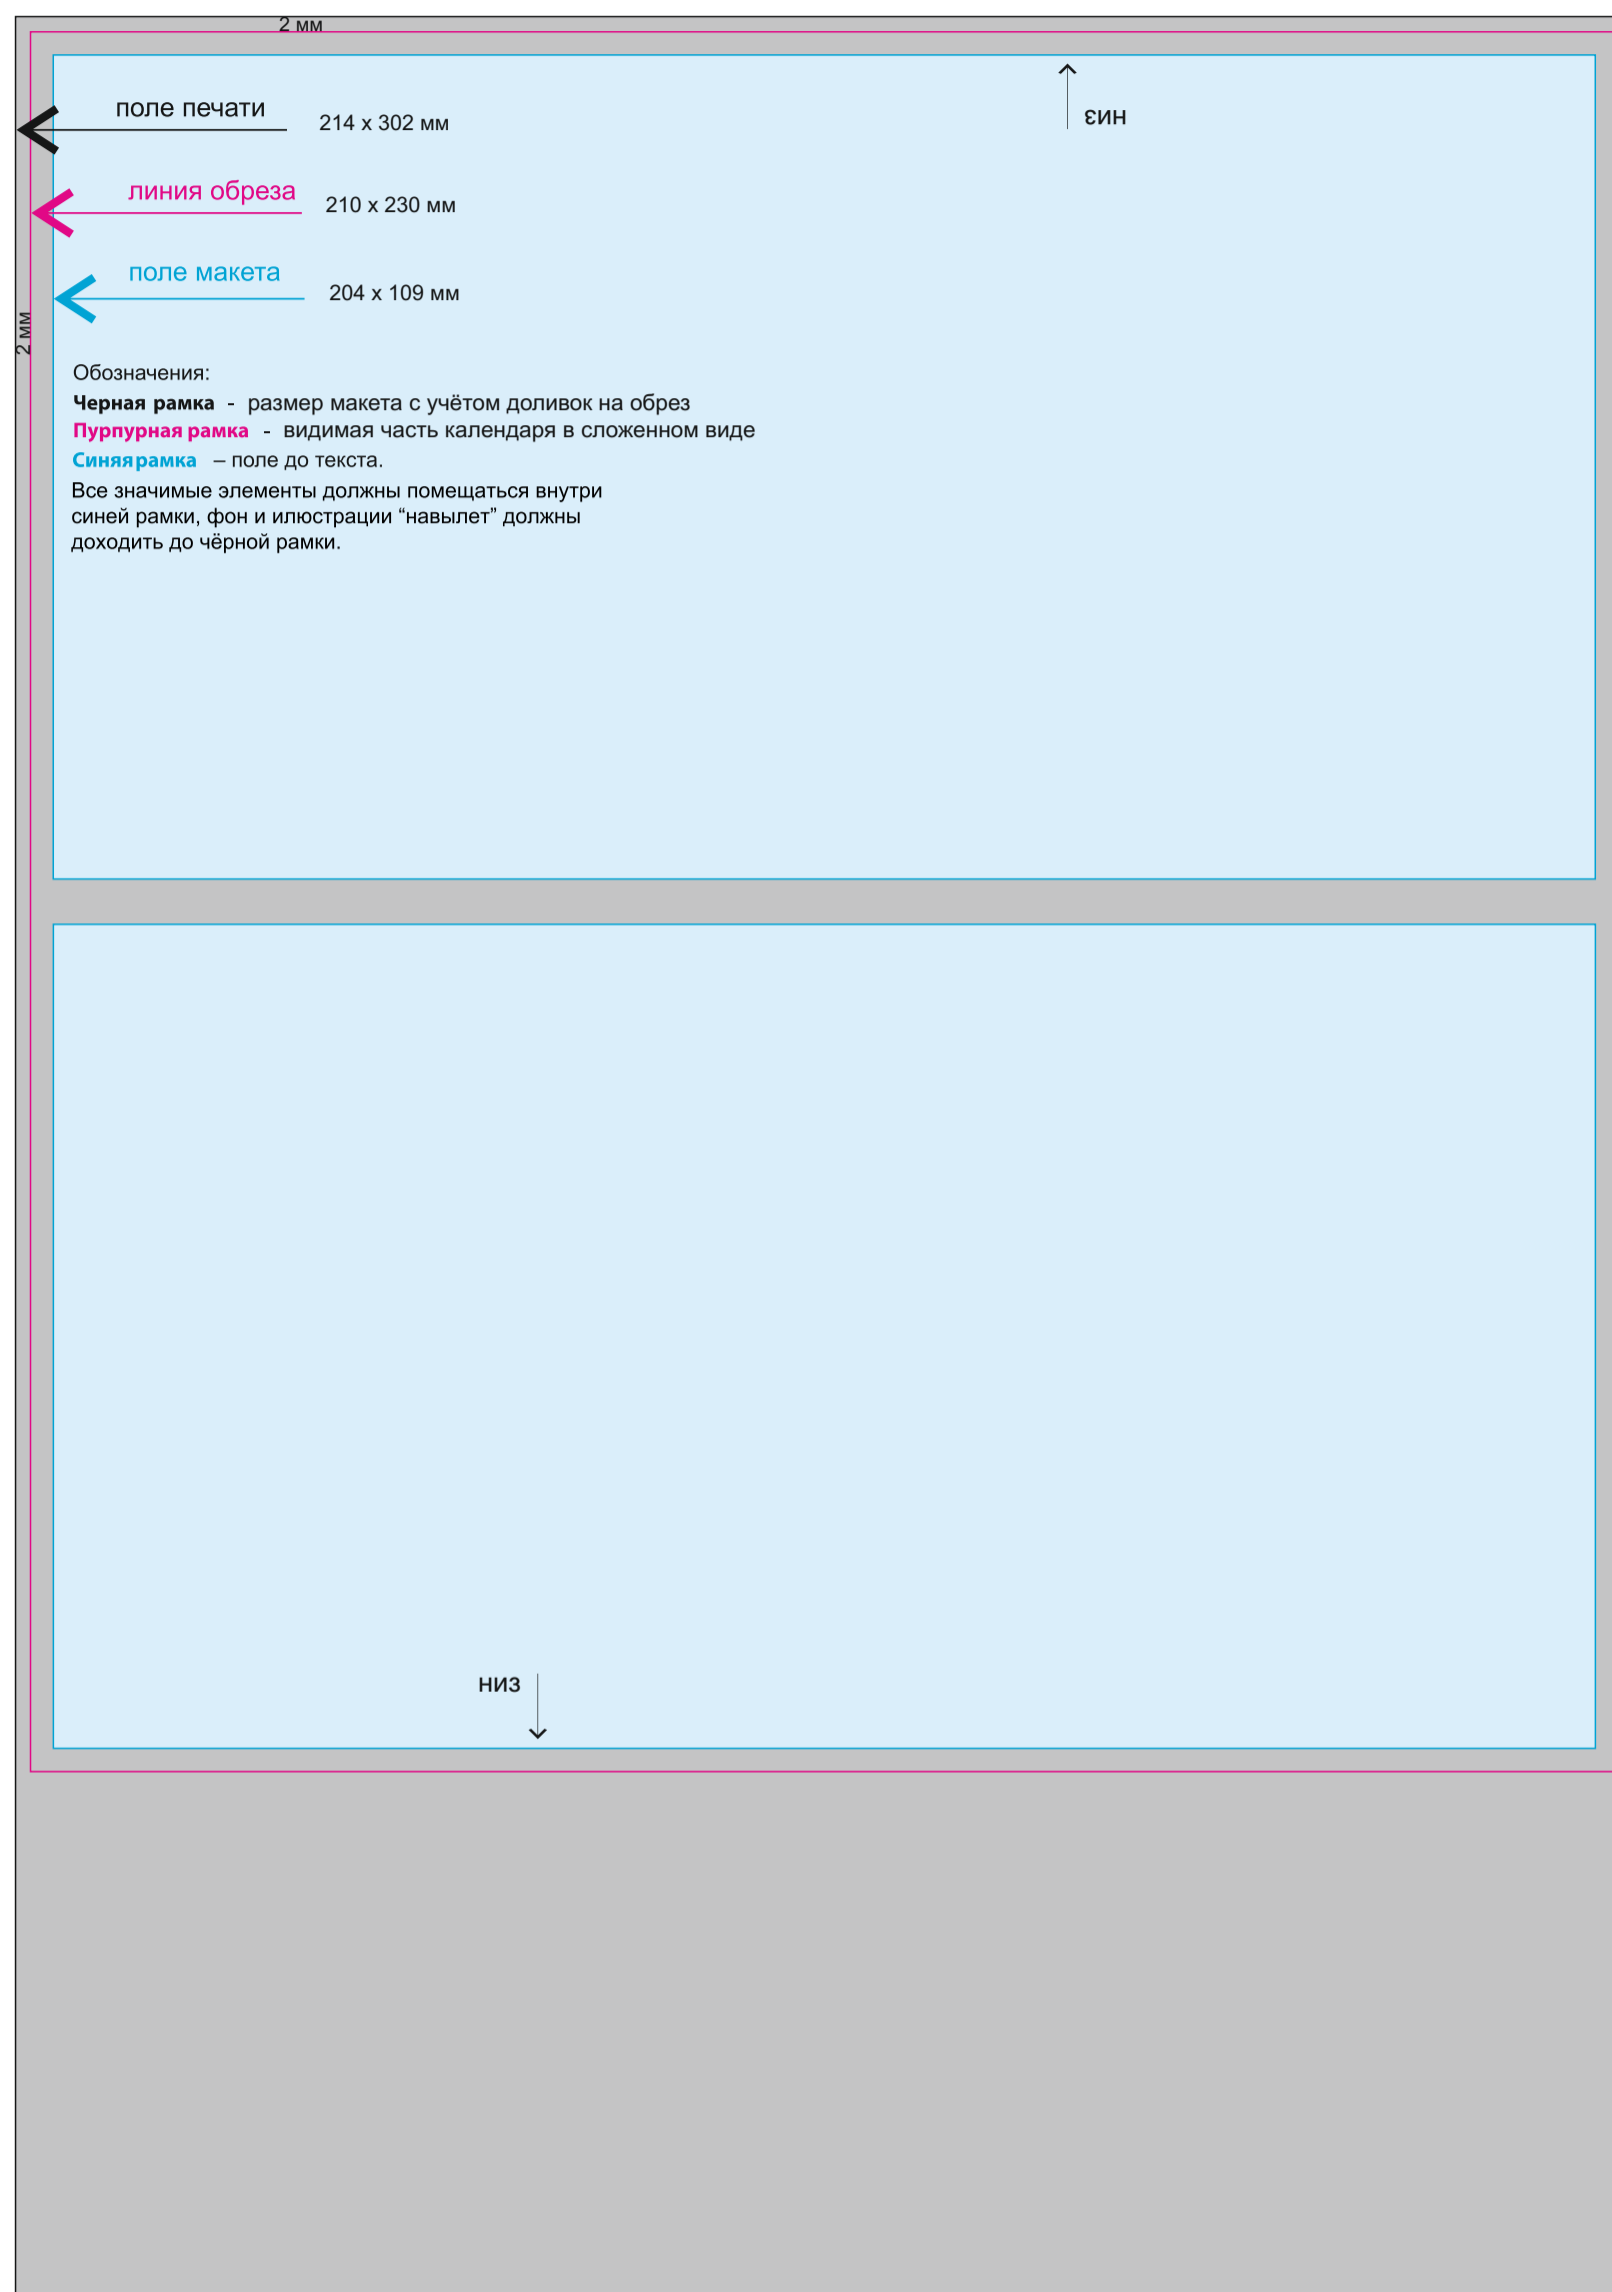 2 мм
поле печати
214 х 302 мм
низ
линия обреза
210 х 230 мм
поле макета
204 х 109 мм
2 мм
Обозначения:
Черная рамка - размер макета с учётом доливок на обрез
Пурпурная рамка - видимая часть календаря в сложенном виде
Синяя рамка – поле до текста.
Все значимые элементы должны помещаться внутри
синей рамки, фон и илюстрации “навылет” должны
доходить до чёрной рамки.
низ